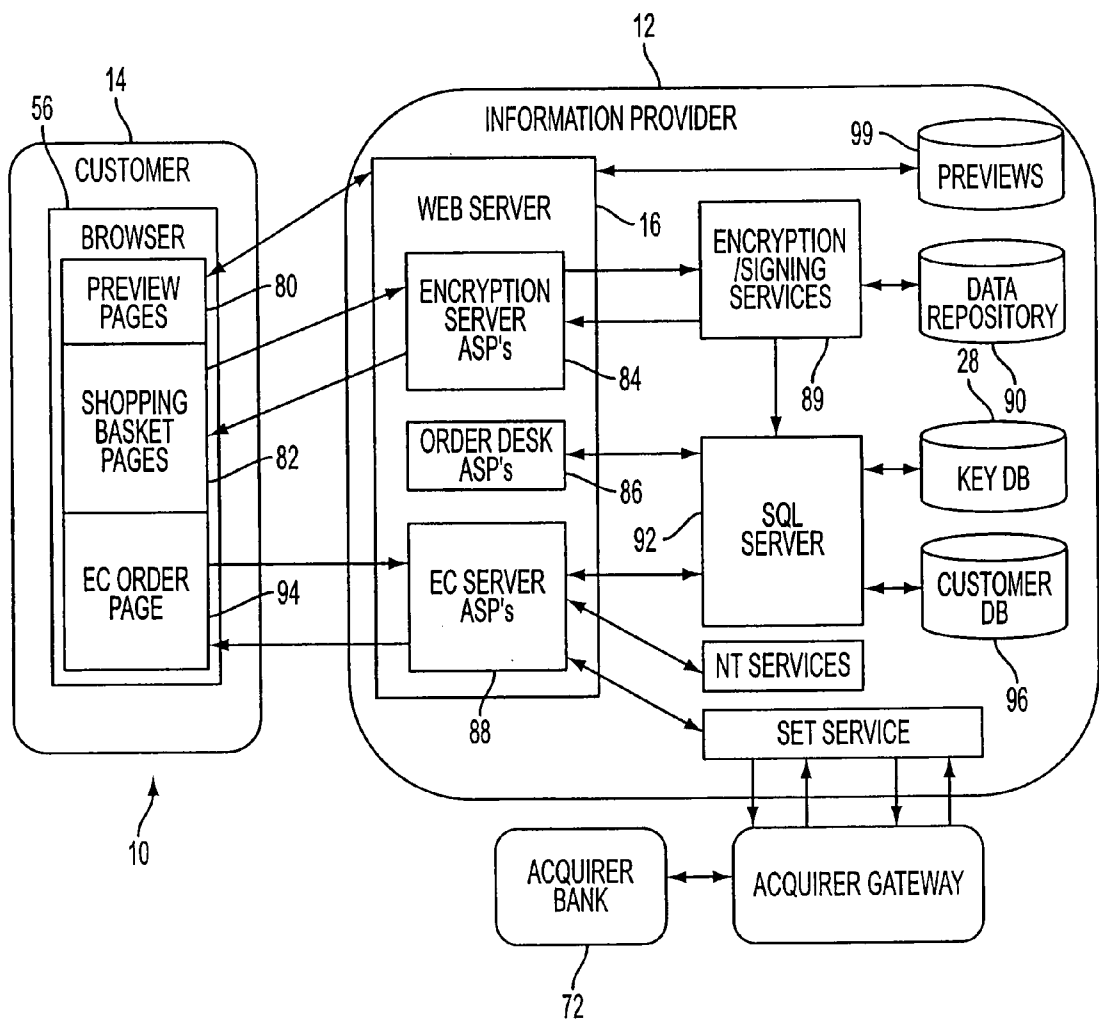 12
14
56
CUSTOMER
BROWSER
PREVIEW
PAGES
80
SHOPPING
BASKET
PAGES
82
EC ORDER
PAGE
94
10
INFORMATION PROVIDER
WEB SERVER
16
ENCRYPTION
SERVER
ASP's
84
ORDER DESK
ASP's
86
EC SERVER
ASP's
88
ENCRYPTION
/SIGNING
SERVICES
89
92
SQL
SERVER
NT SERVICES
SET SERVICE
99
PREVIEWS
DATA
REPOSITORY
28
90
KEY DB
CUSTOMER
DB
96
ACQUIRER
BANK
72
ACQUIRER GATEWAY